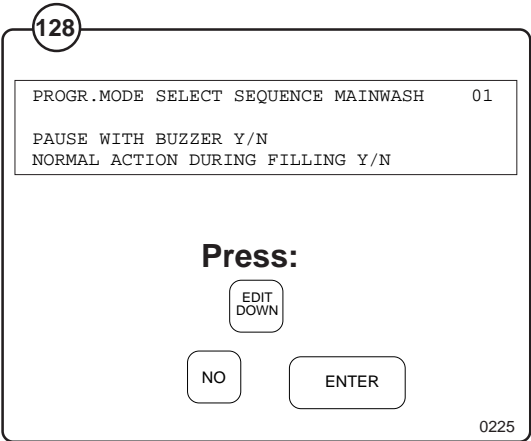 128
PROGR.MODE SELECT SEQUENCE MAINWASH 01
PAUSE WITH BUZZER Y/N
NORMAL ACTION DURING FILLING Y/N
Press:
EDIT
DOWN
NO ENTER
0225